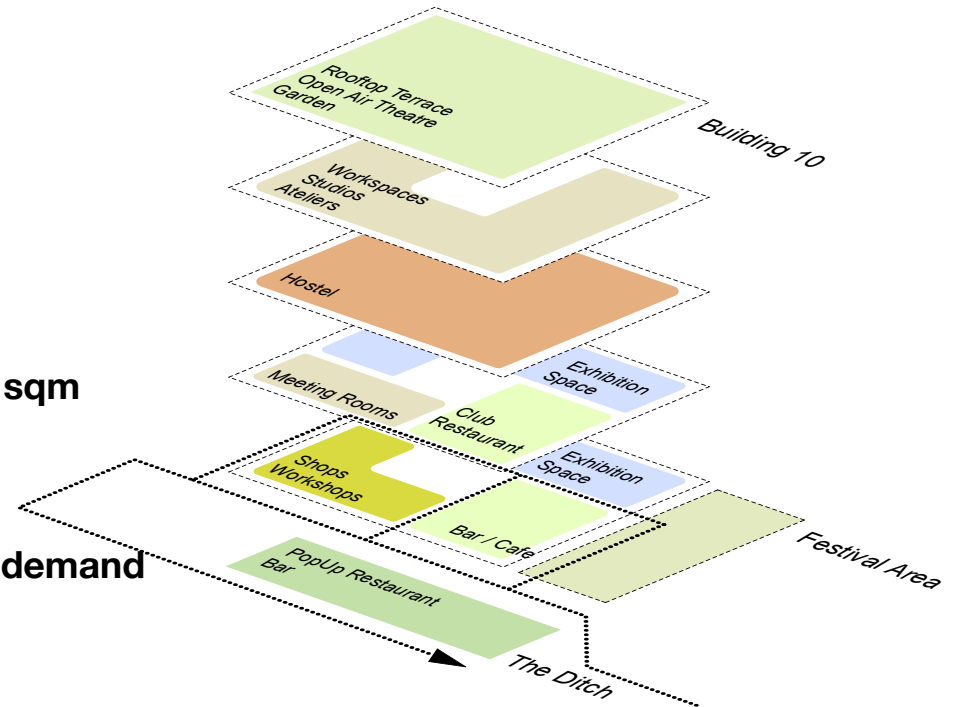 Rooftop Terrace
Open Air Theatre
Garden
Building 10
Workspaces
Studios
Ateliers
Hostel
sqm
Exhibition
Space
Meeting Rooms
Club
Restaurant
Shops
Workshops
Exhibition
Space
Bar / Cafe
Festival Area
demand
PopUp Restaurant
Bar
The Ditch